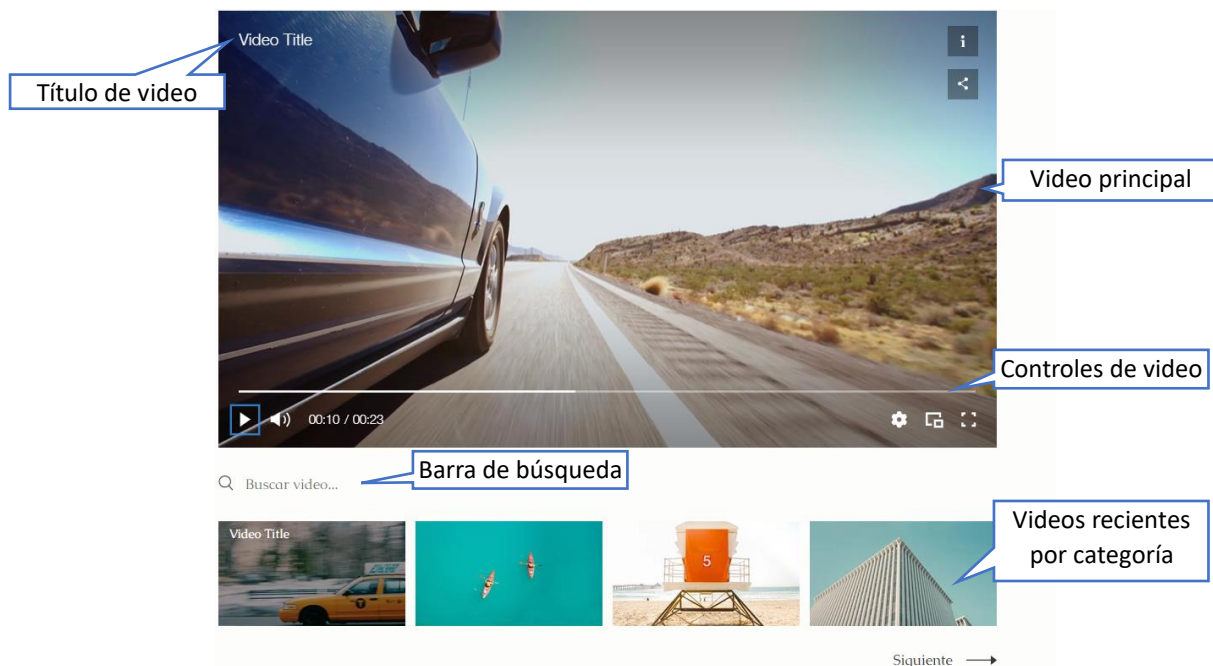 Video Title
i
Título de video
Video principal
Controles de video
00:10 / 00:23
Barra de búsqueda
Buscar video...
Videos recientes
por categoría
Video Title
T
5
Siguiente